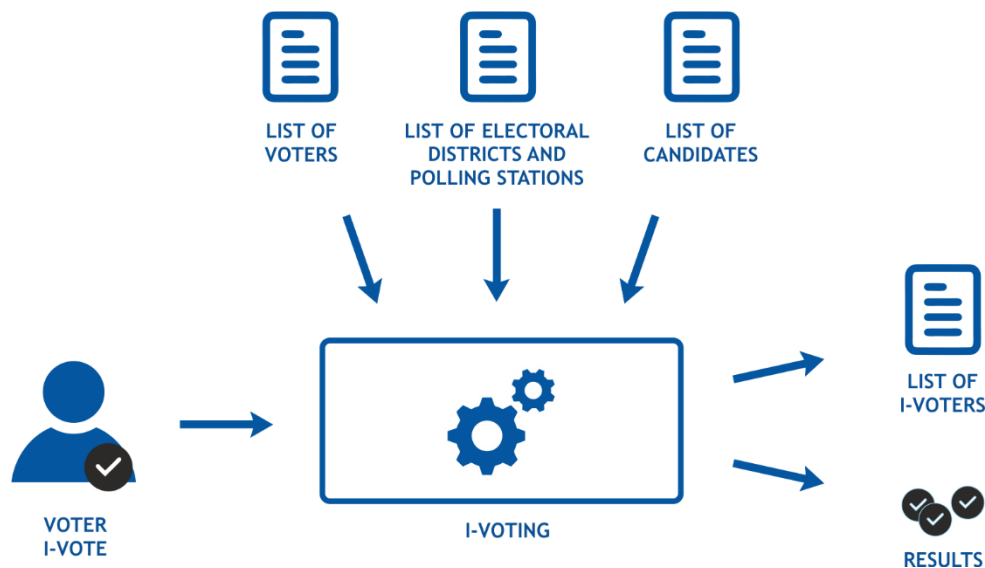 LIST OF
VOTERS
LIST OF ELECTORAL
DISTRICTS AND
POLLING STATIONS
LIST OF
CANDIDATES
LIST OF
I-VOTERS
VOTER
I-VOTE
I-VOTING
RESULTS